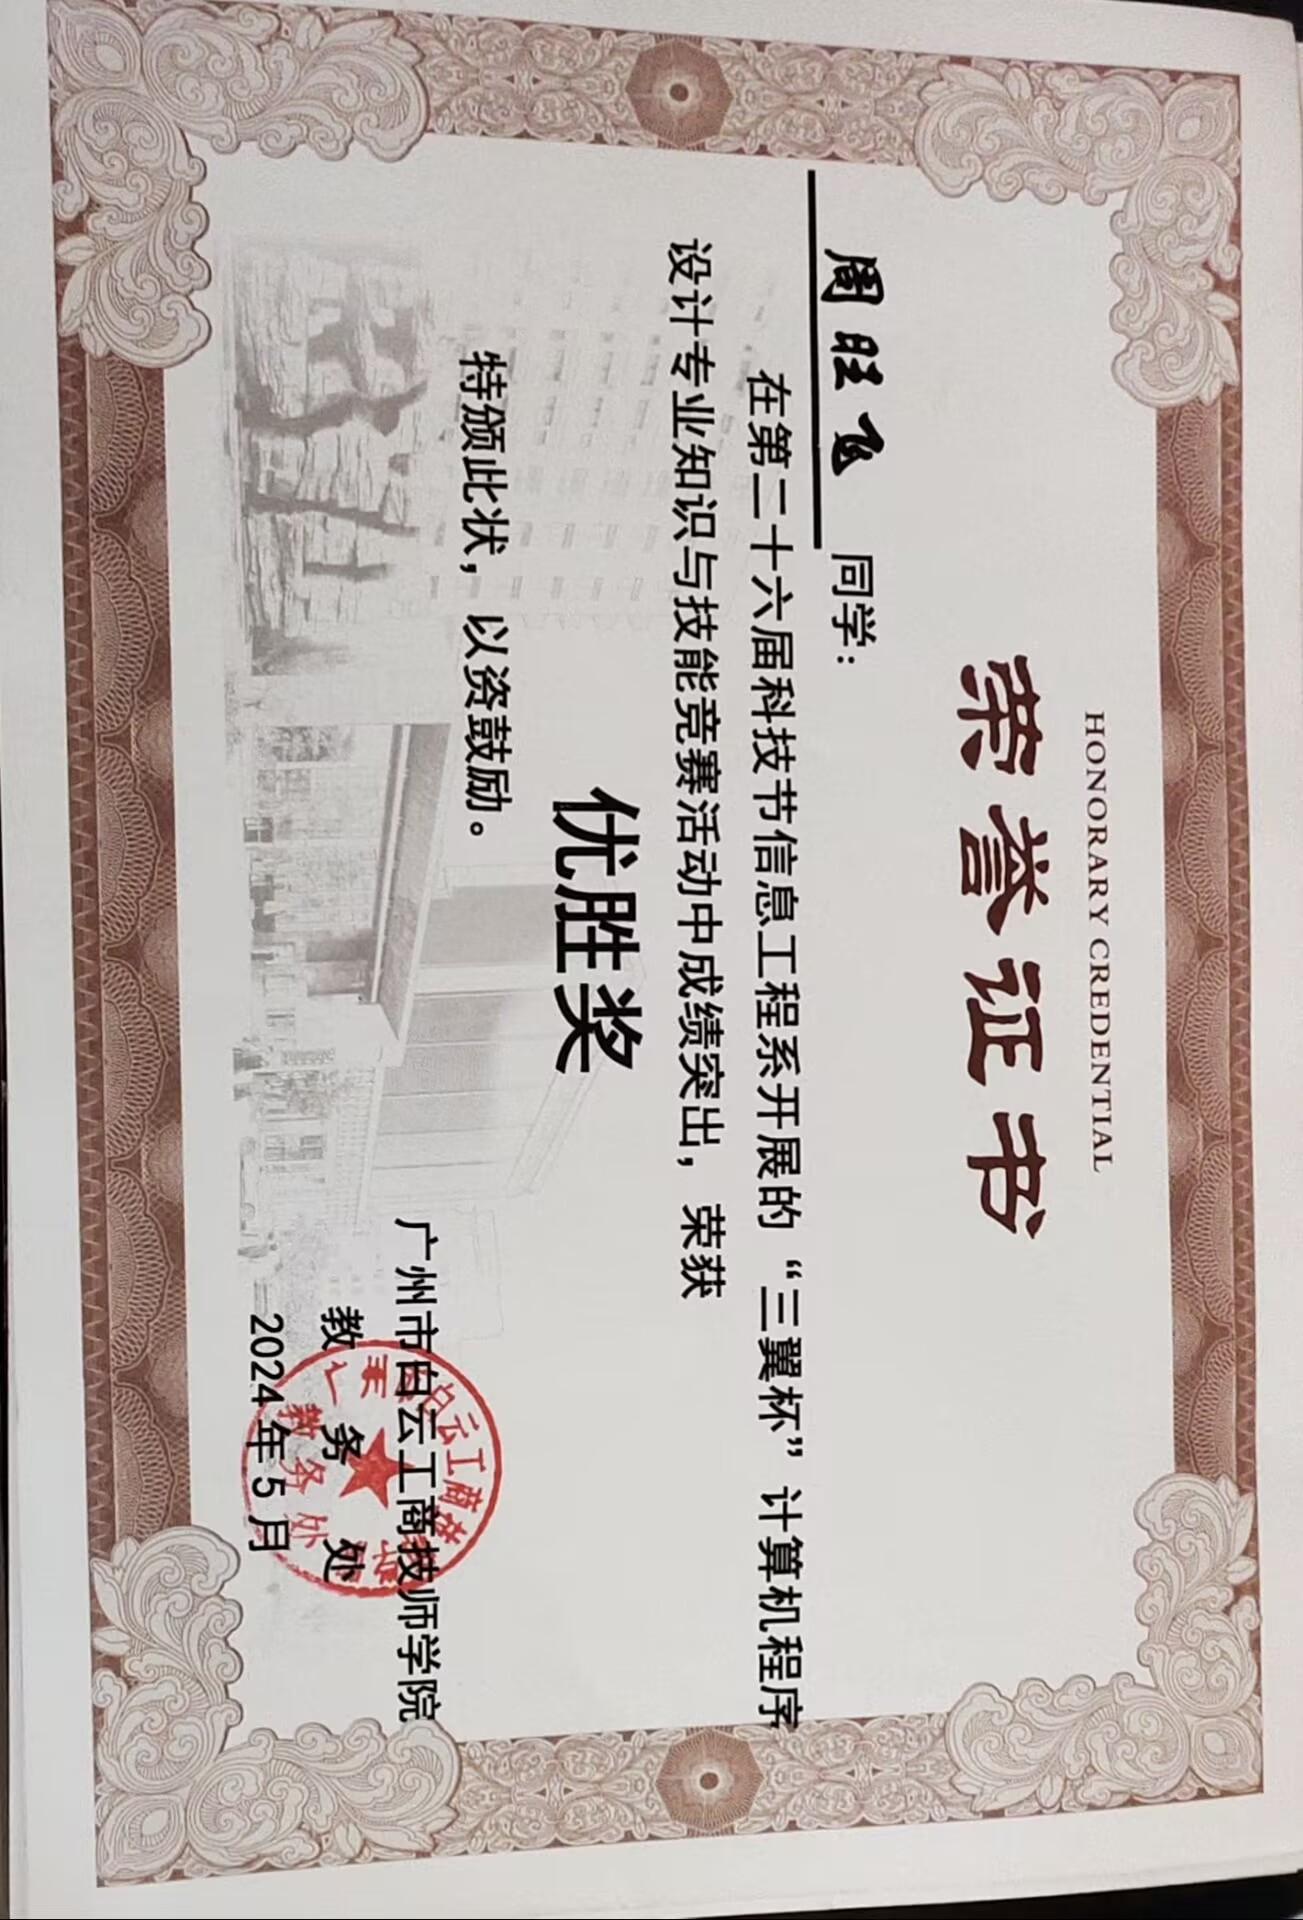 HONORARY CREDENTIAL
荣誉证书
周旺飞 同学：
在第二十六届科技节信息工程系开展的“三翼杯”计算机程序
设计专业知识与技能竞赛活动中成绩突出，荣获
优胜奖
特颁此状，以资鼓励。
广州市白云工商技师学院
教务处
2024年5月
白云工商技
教务处